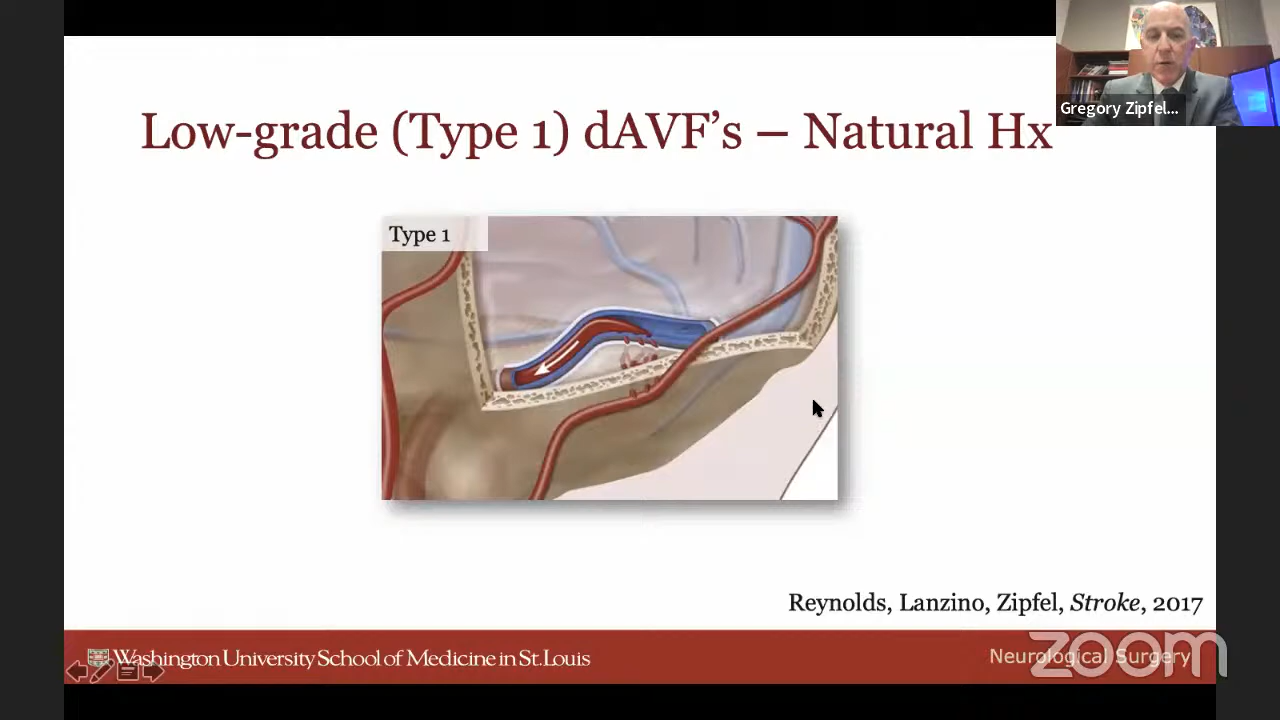 Low-grade (Type 1) dAVF's – Natural Hx
Gregory Zipfel...
Type 1
Reynolds, Lanzino, Zipfel, Stroke, 2017
Washington University School of Medicine in St. Louis
Neurological Surgery
zoom